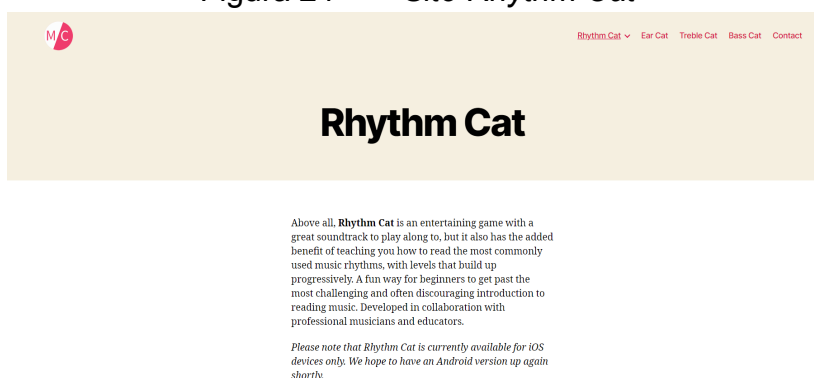 Site Rhythm Cat
M/C
Rhythm Cat Ear Cat Treble Cat Bass Cat Contact
Rhythm Cat
Above all, Rhythm Cat is an entertaining game with a
great soundtrack to play along to, but it also has the added
benefit of teaching you how to read the most commonly
used music rhythms, with levels that build up
progressively. A fun way for beginners to get past the
most challenging and often discouraging introduction to
reading music. Developed in collaboration with
professional musicians and educators.
Please note that Rhythm Cat is currently available for iOS
devices only. We hope to have an Android version up again
shortly.